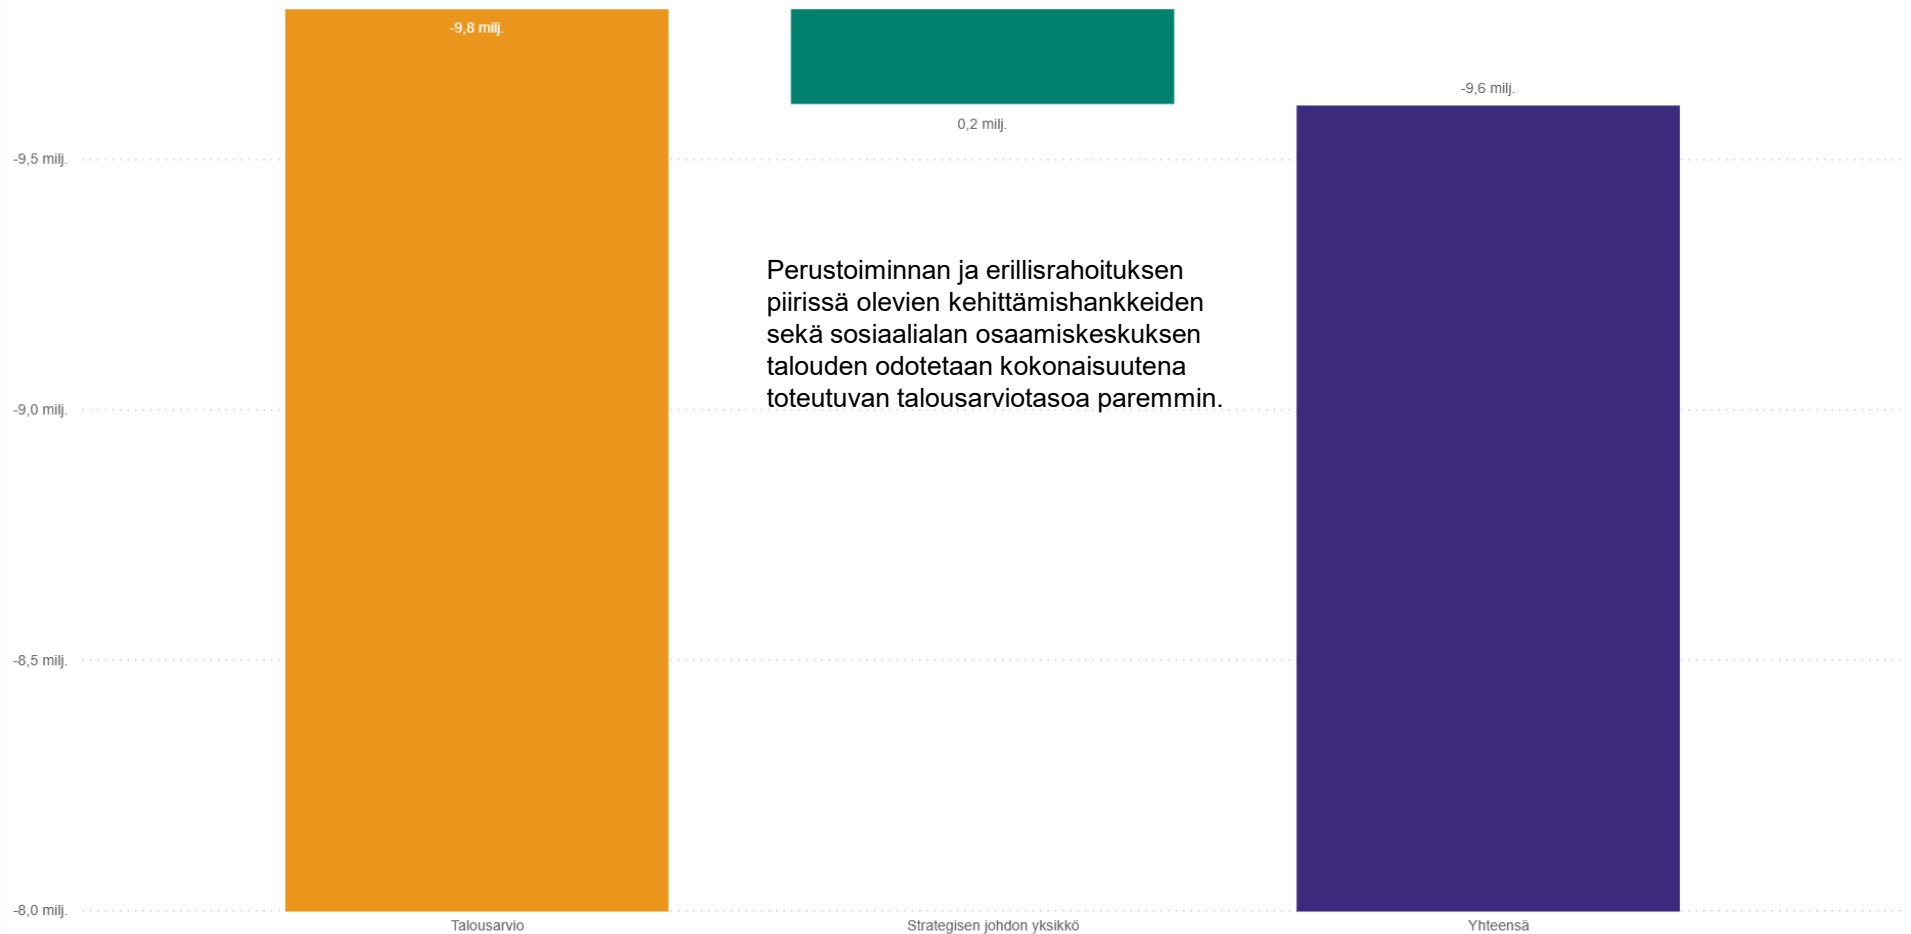 -9,8 milj.
-9,6 milj.
0,2 milj.
-9,5 milj.
Perustoiminnan ja erillisrahoituksen
piirissä olevien kehittämishankkeiden
sekä sosiaalialan osaamiskeskuksen
talouden odotetaan kokonaisuutena
toteutuvan talousarviotasoa paremmin.
-9,0 milj.
-8,5 milj.
-8,0 milj.
Talousarvio
Strategisen johdon yksikkö
Yhteensä